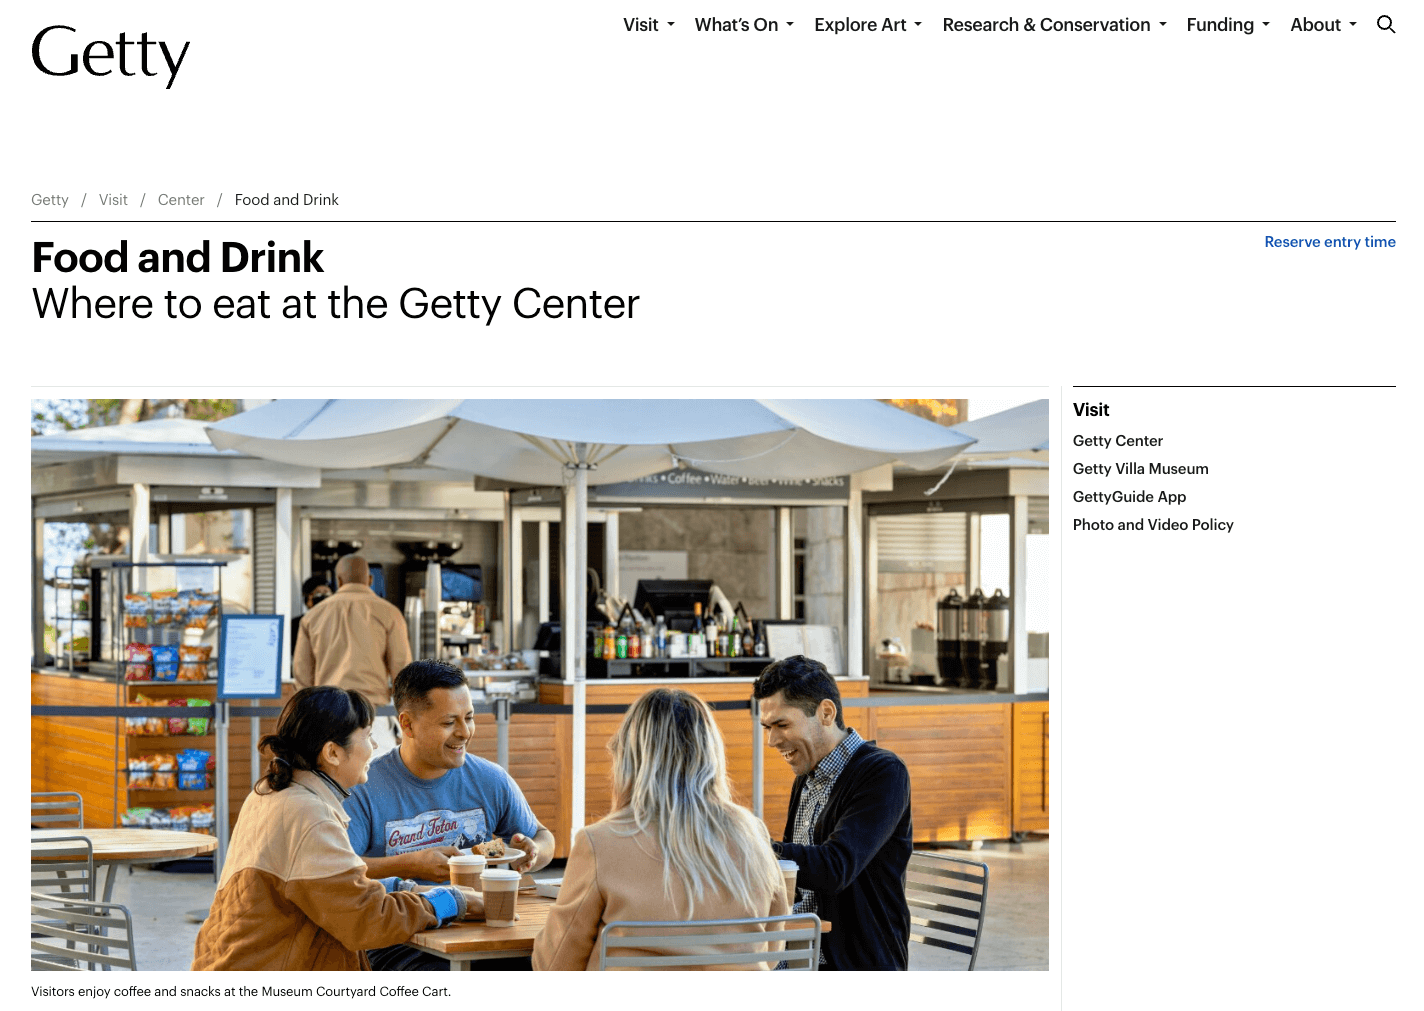 Getty
Visit
What's On
Explore Art
Research & Conservation
Funding
About
Getty / Visit / Center / Food and Drink
Food and Drink
Reserve entry time
Where to eat at the Getty Center
Coffee • Water • Beer • Wine • Snacks
Grand Teton
Visitors enjoy coffee and snacks at the Museum Courtyard Coffee Cart.
Visit
Getty Center
Getty Villa Museum
GettyGuide App
Photo and Video Policy